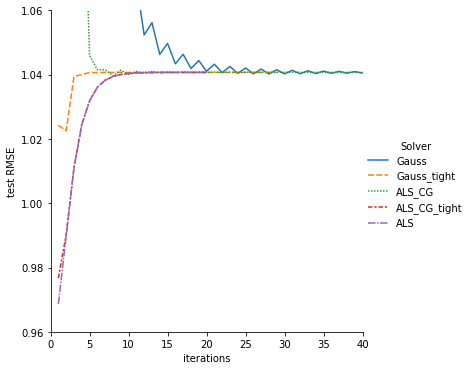 1.06
1.04
1.02
1.00
0.98
0.96
test RMSE
0 5 10 15 20 25 30 35 40
iterations
Solver
Gauss
Gauss_tight
ALS_CG
ALS_CG_tight
ALS